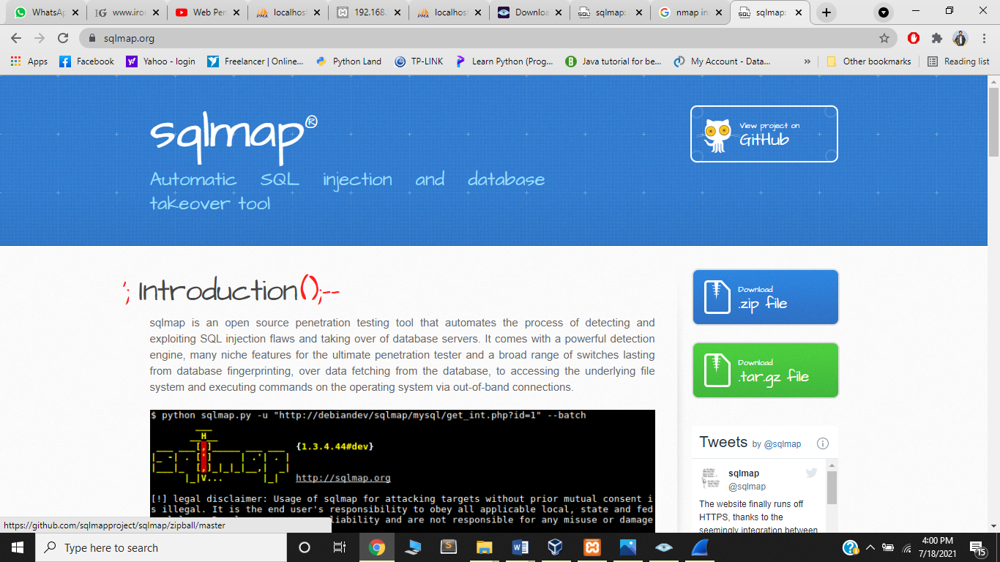 WhatsAp
www.iron
Web Pen
localhost
192.168.
localhost
Downloa
sqlmap:
nmap in
sqlmap:
sqlmap.org
Apps
Facebook
Yahoo - login
Freelancer | Online...
Python Land
TP-LINK
Learn Python (Prog...
Java tutorial for be...
My Account - Data...
»
Other bookmarks
Reading list
sqlmap®
Automatic SQL injection and database
takeover tool
View project on
GitHub
'; Introduction();--
sqlmap is an open source penetration testing tool that automates the process of detecting and
exploiting SQL injection flaws and taking over of database servers. It comes with a powerful detection
engine, many niche features for the ultimate penetration tester and a broad range of switches lasting
from database fingerprinting, over data fetching from the database, to accessing the underlying file
system and executing commands on the operating system via out-of-band connections.
Download
.zip file
Download
.tar.gz file
$ python sqlmap.py -u "http://debiandev/sqlmap/mysql/get_int.php?id=1" --batch
{1.3.4.44#dev}
http://sqlmap.org
[!] legal disclaimer: Usage of sqlmap for attacking targets without prior mutual consent i
s illegal. It is the end user's responsibility to obey all applicable local, state and fed
liability and are not responsible for any misuse or damage
Tweets by @sqlmap
sqlmap
@sqlmap
The website finally runs off
HTTPS, thanks to the
seemingly integration between
https://github.com/sqlmapproject/sqlmap/zipball/master
Type here to search
4:00 PM
7/18/2021
15